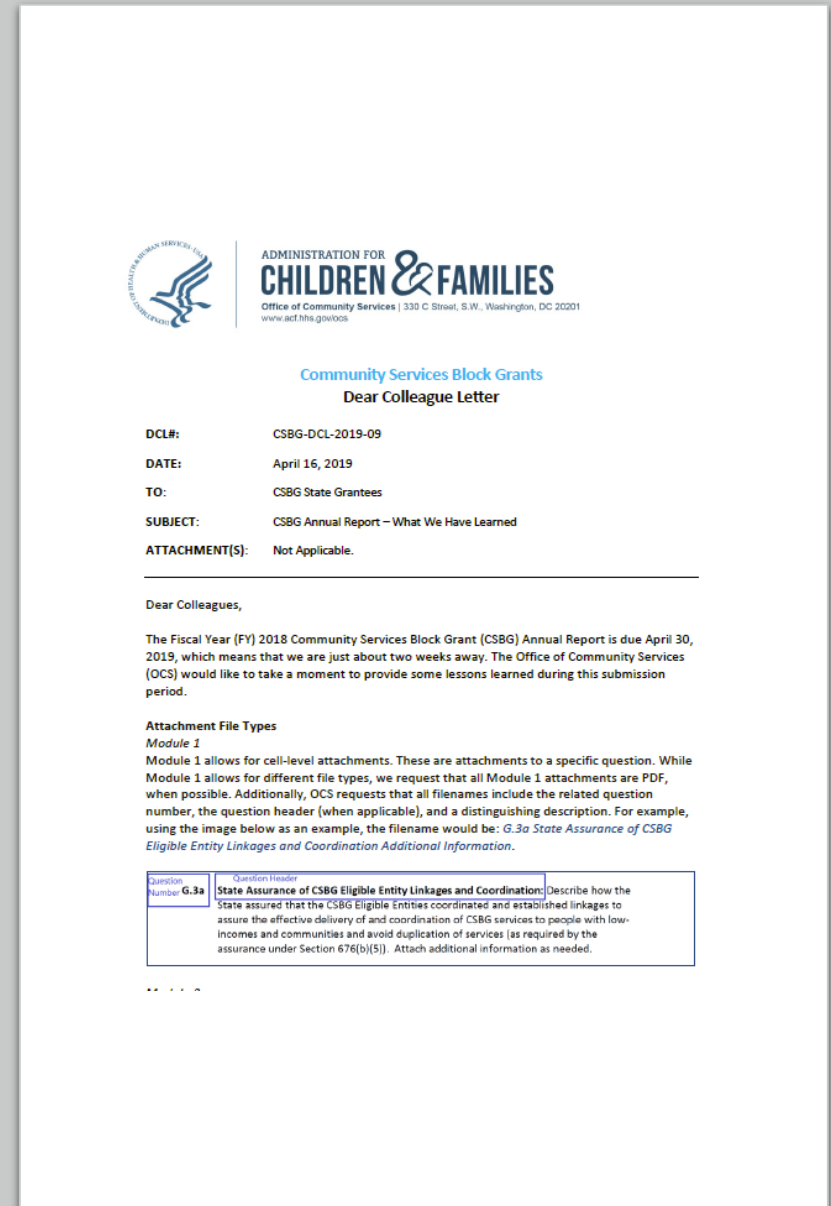 DEPARTMENT OF HEALTH & HUMAN SERVICES · USA
ADMINISTRATION FOR
CHILDREN & FAMILIES
Office of Community Services | 330 C Street, S.W., Washington, DC 20201
www.acf.hhs.gov/ocs
Community Services Block Grants
Dear Colleague Letter
DCL#: CSBG-DCL-2019-09
DATE: April 16, 2019
TO: CSBG State Grantees
SUBJECT: CSBG Annual Report – What We Have Learned
ATTACHMENT(S): Not Applicable.
Dear Colleagues,
The Fiscal Year (FY) 2018 Community Services Block Grant (CSBG) Annual Report is due April 30,
2019, which means that we are just about two weeks away. The Office of Community Services
(OCS) would like to take a moment to provide some lessons learned during this submission
period.
Attachment File Types
Module 1
Module 1 allows for cell-level attachments. These are attachments to a specific question. While
Module 1 allows for different file types, we request that all Module 1 attachments are PDF,
when possible. Additionally, OCS requests that all filenames include the related question
number, the question header (when applicable), and a distinguishing description. For example,
using the image below as an example, the filename would be: G.3a State Assurance of CSBG
Eligible Entity Linkages and Coordination Additional Information.
Question Number
Question Header
G.3a State Assurance of CSBG Eligible Entity Linkages and Coordination: Describe how the
State assured that the CSBG Eligible Entities coordinated and established linkages to
assure the effective delivery of and coordination of CSBG services to people with low-
incomes and communities and avoid duplication of services (as required by the
assurance under Section 676(b)(5)). Attach additional information as needed.